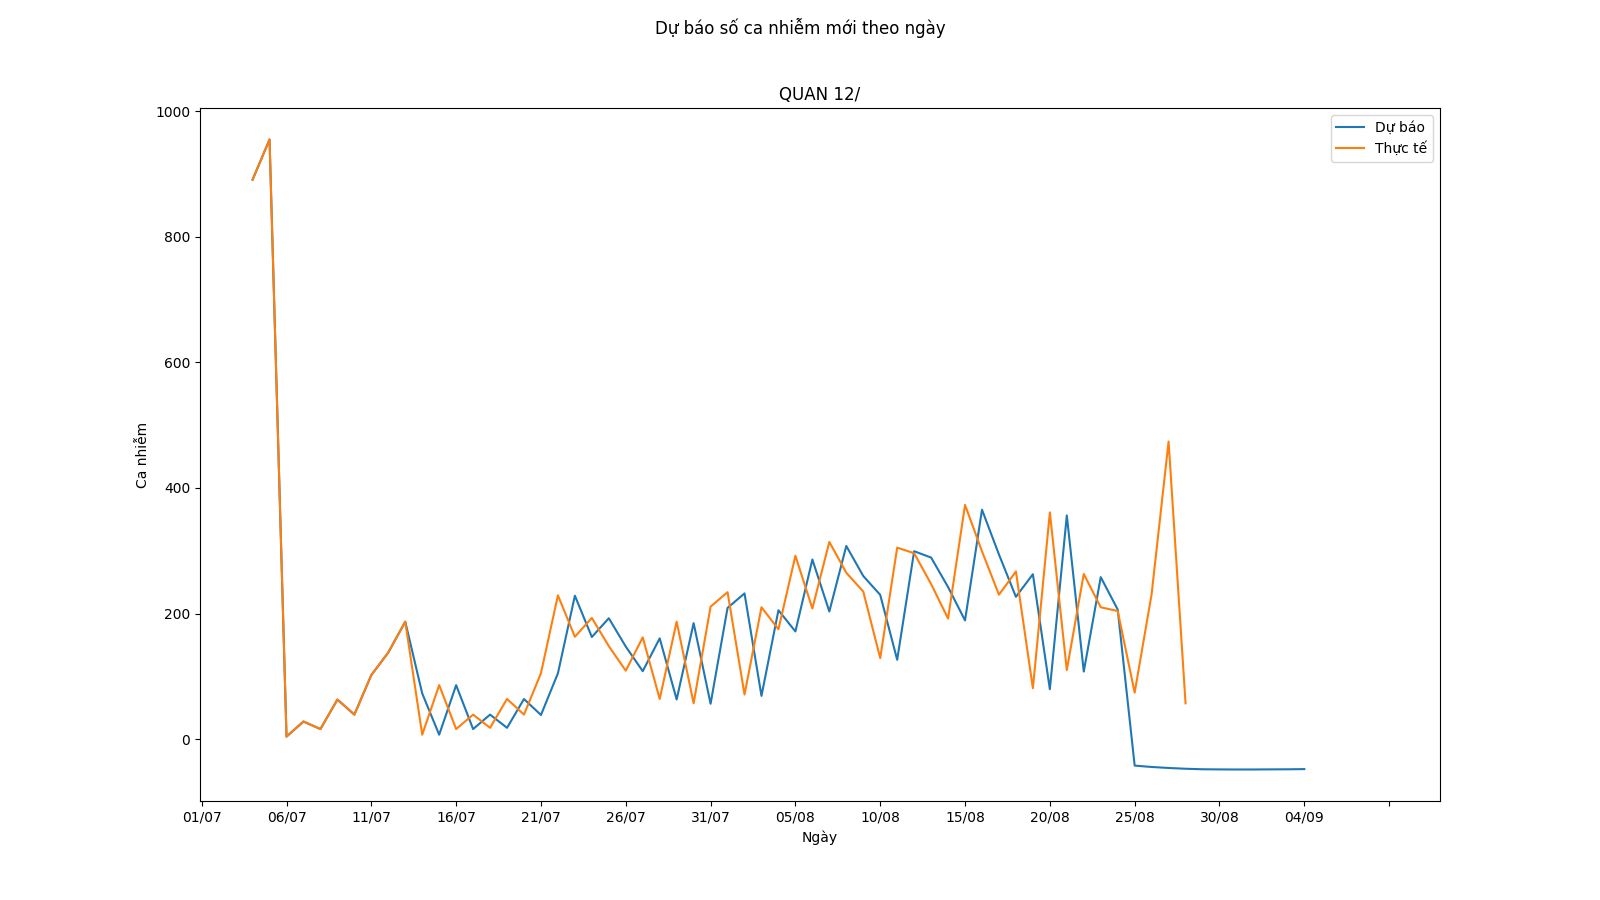 Dự báo số ca nhiễm mới theo ngày
QUAN 12/
Dự báo
Thực tế
1000
800
600
400
200
0
Ca nhiễm
01/07 06/07 11/07 16/07 21/07 26/07 31/07 05/08 10/08 15/08 20/08 25/08 30/08 04/09
Ngày